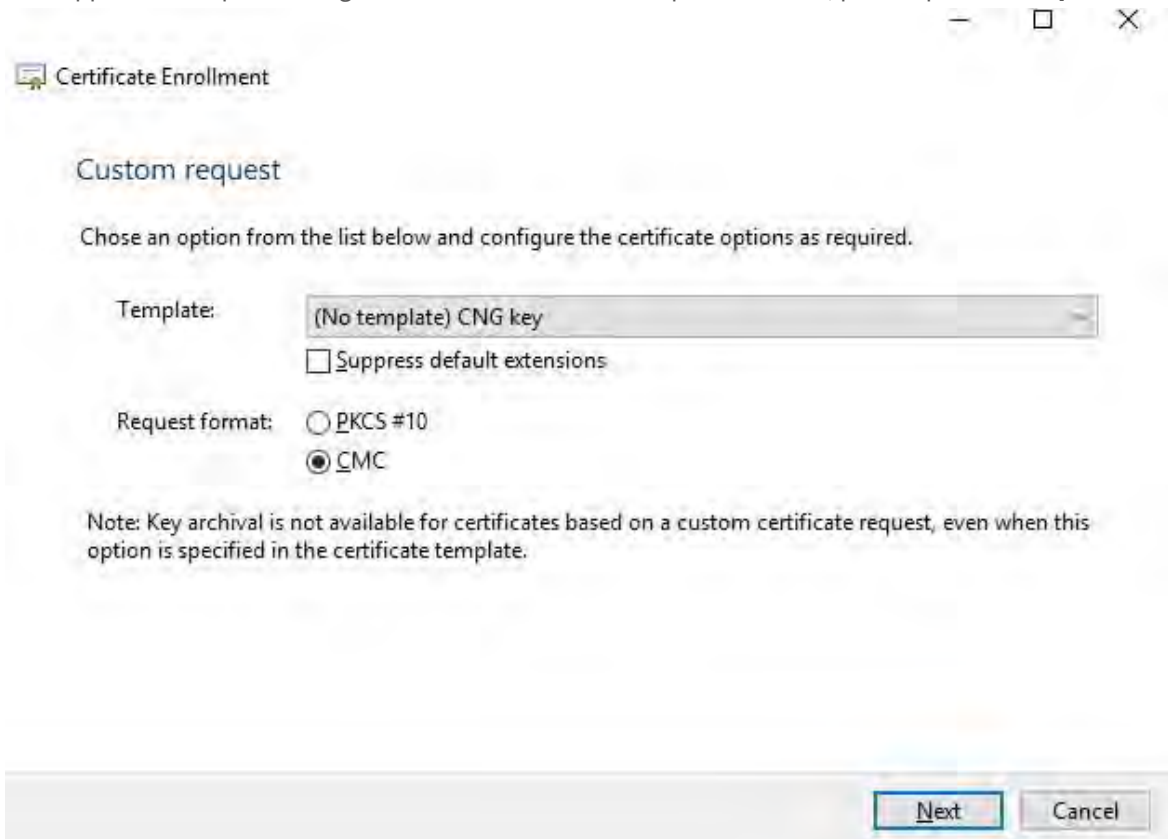 Certificate Enrollment
Custom request
Chose an option from the list below and configure the certificate options as required.
Template:
(No template) CNG key
Suppress default extensions
Request format:
PKCS #10
CMC
Note: Key archival is not available for certificates based on a custom certificate request, even when this
option is specified in the certificate template.
Next
Cancel